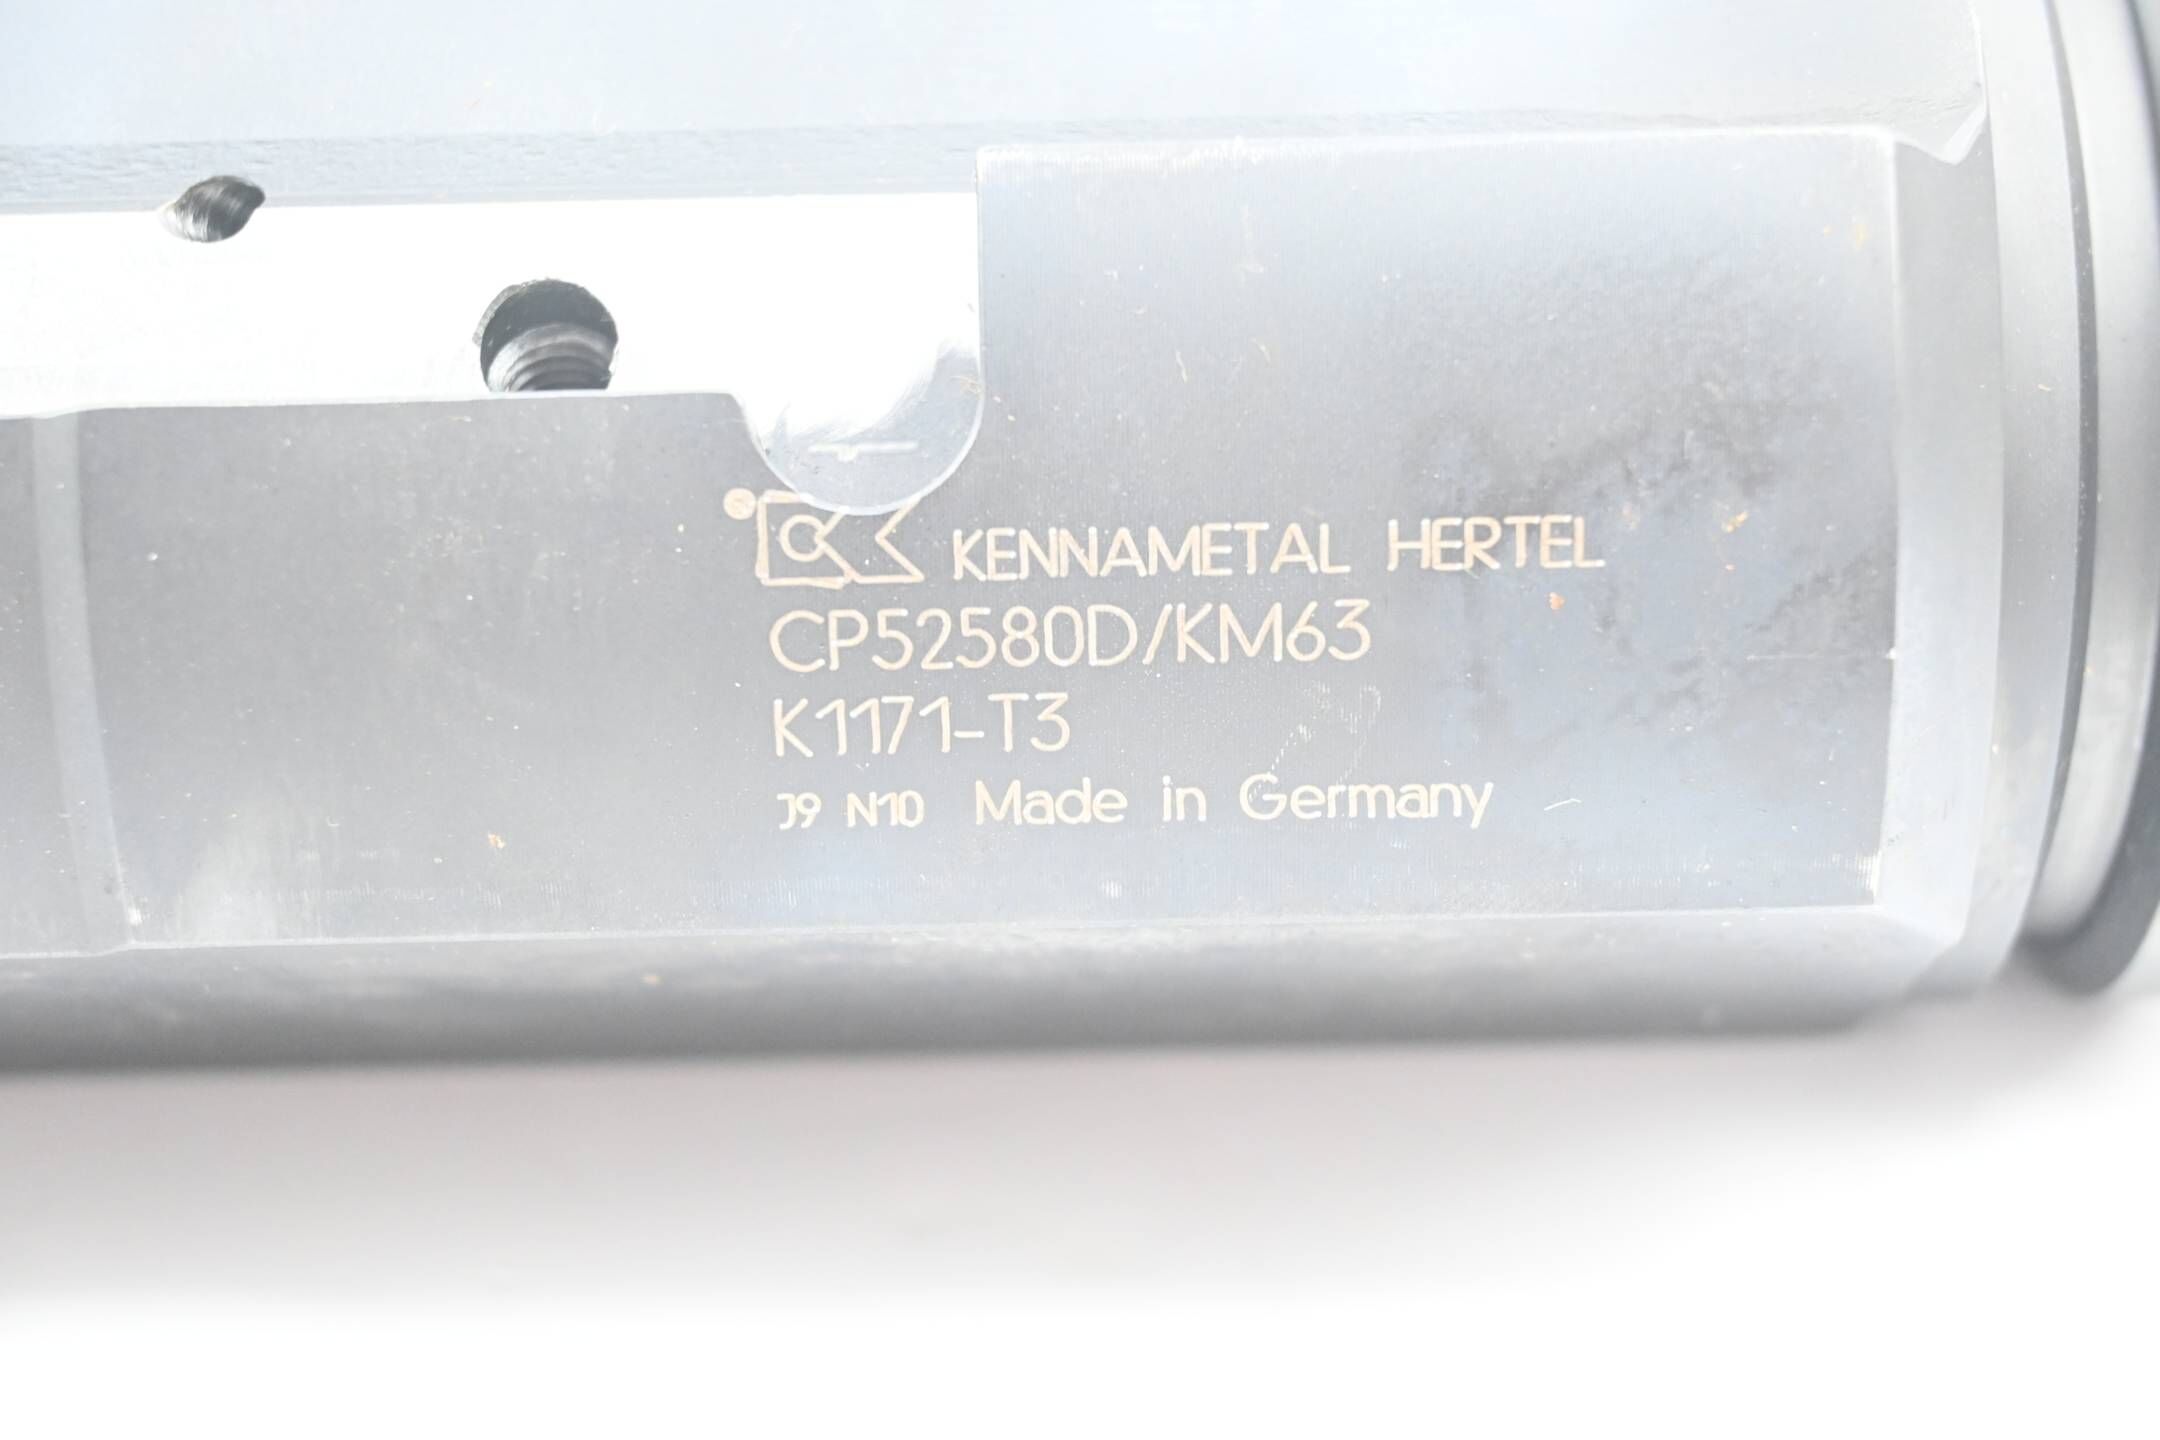 KENNAMETAL HERTEL
CP52580D/KM63
K1171-T3
J9 N10 Made in Germany